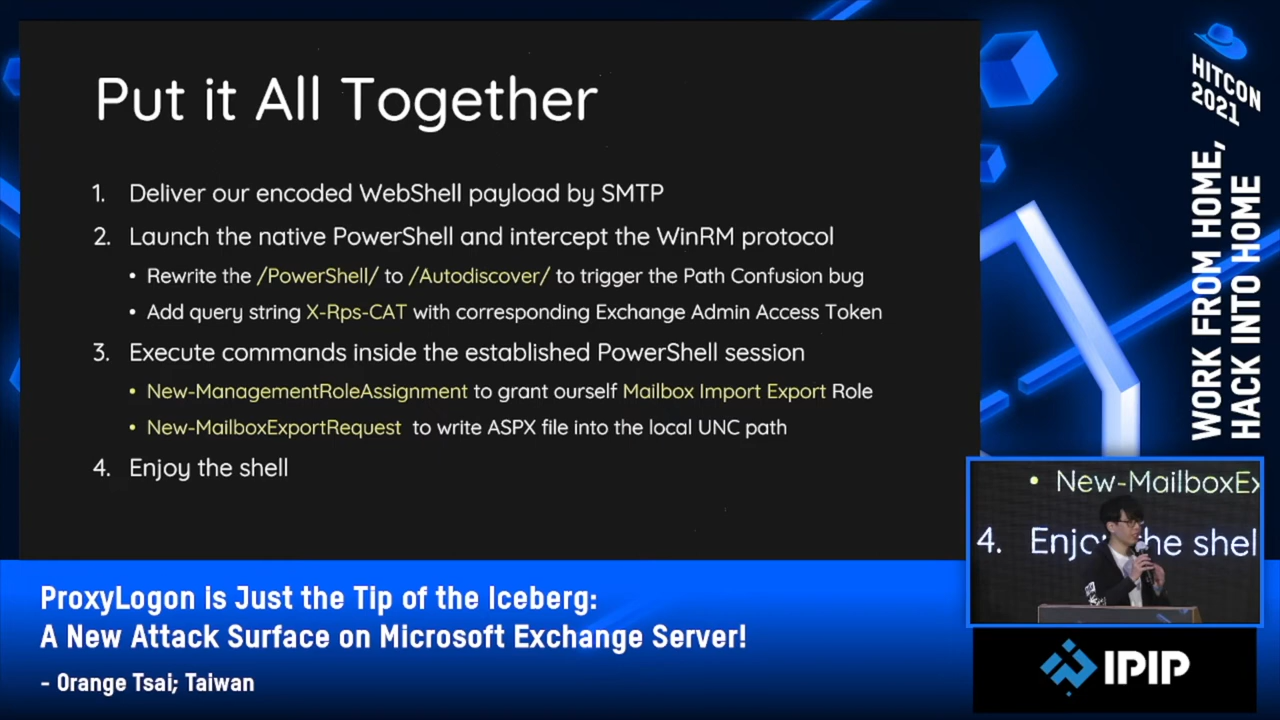 Put it All Together
1. Deliver our encoded WebShell payload by SMTP
2. Launch the native PowerShell and intercept the WinRM protocol
• Rewrite the /PowerShell/ to /Autodiscover/ to trigger the Path Confusion bug
• Add query string X-Rps-CAT with corresponding Exchange Admin Access Token
3. Execute commands inside the established PowerShell session
• New-ManagementRoleAssignment to grant ourself Mailbox Import Export Role
• New-MailboxExportRequest to write ASPX file into the local UNC path
4. Enjoy the shell
HITCON
2021
WORK FROM HOME,
HACK INTO HOME
• New-MailboxEx
4. Enjoy the shel
ProxyLogon is Just the Tip of the Iceberg:
A New Attack Surface on Microsoft Exchange Server!
- Orange Tsai; Taiwan
IPIP